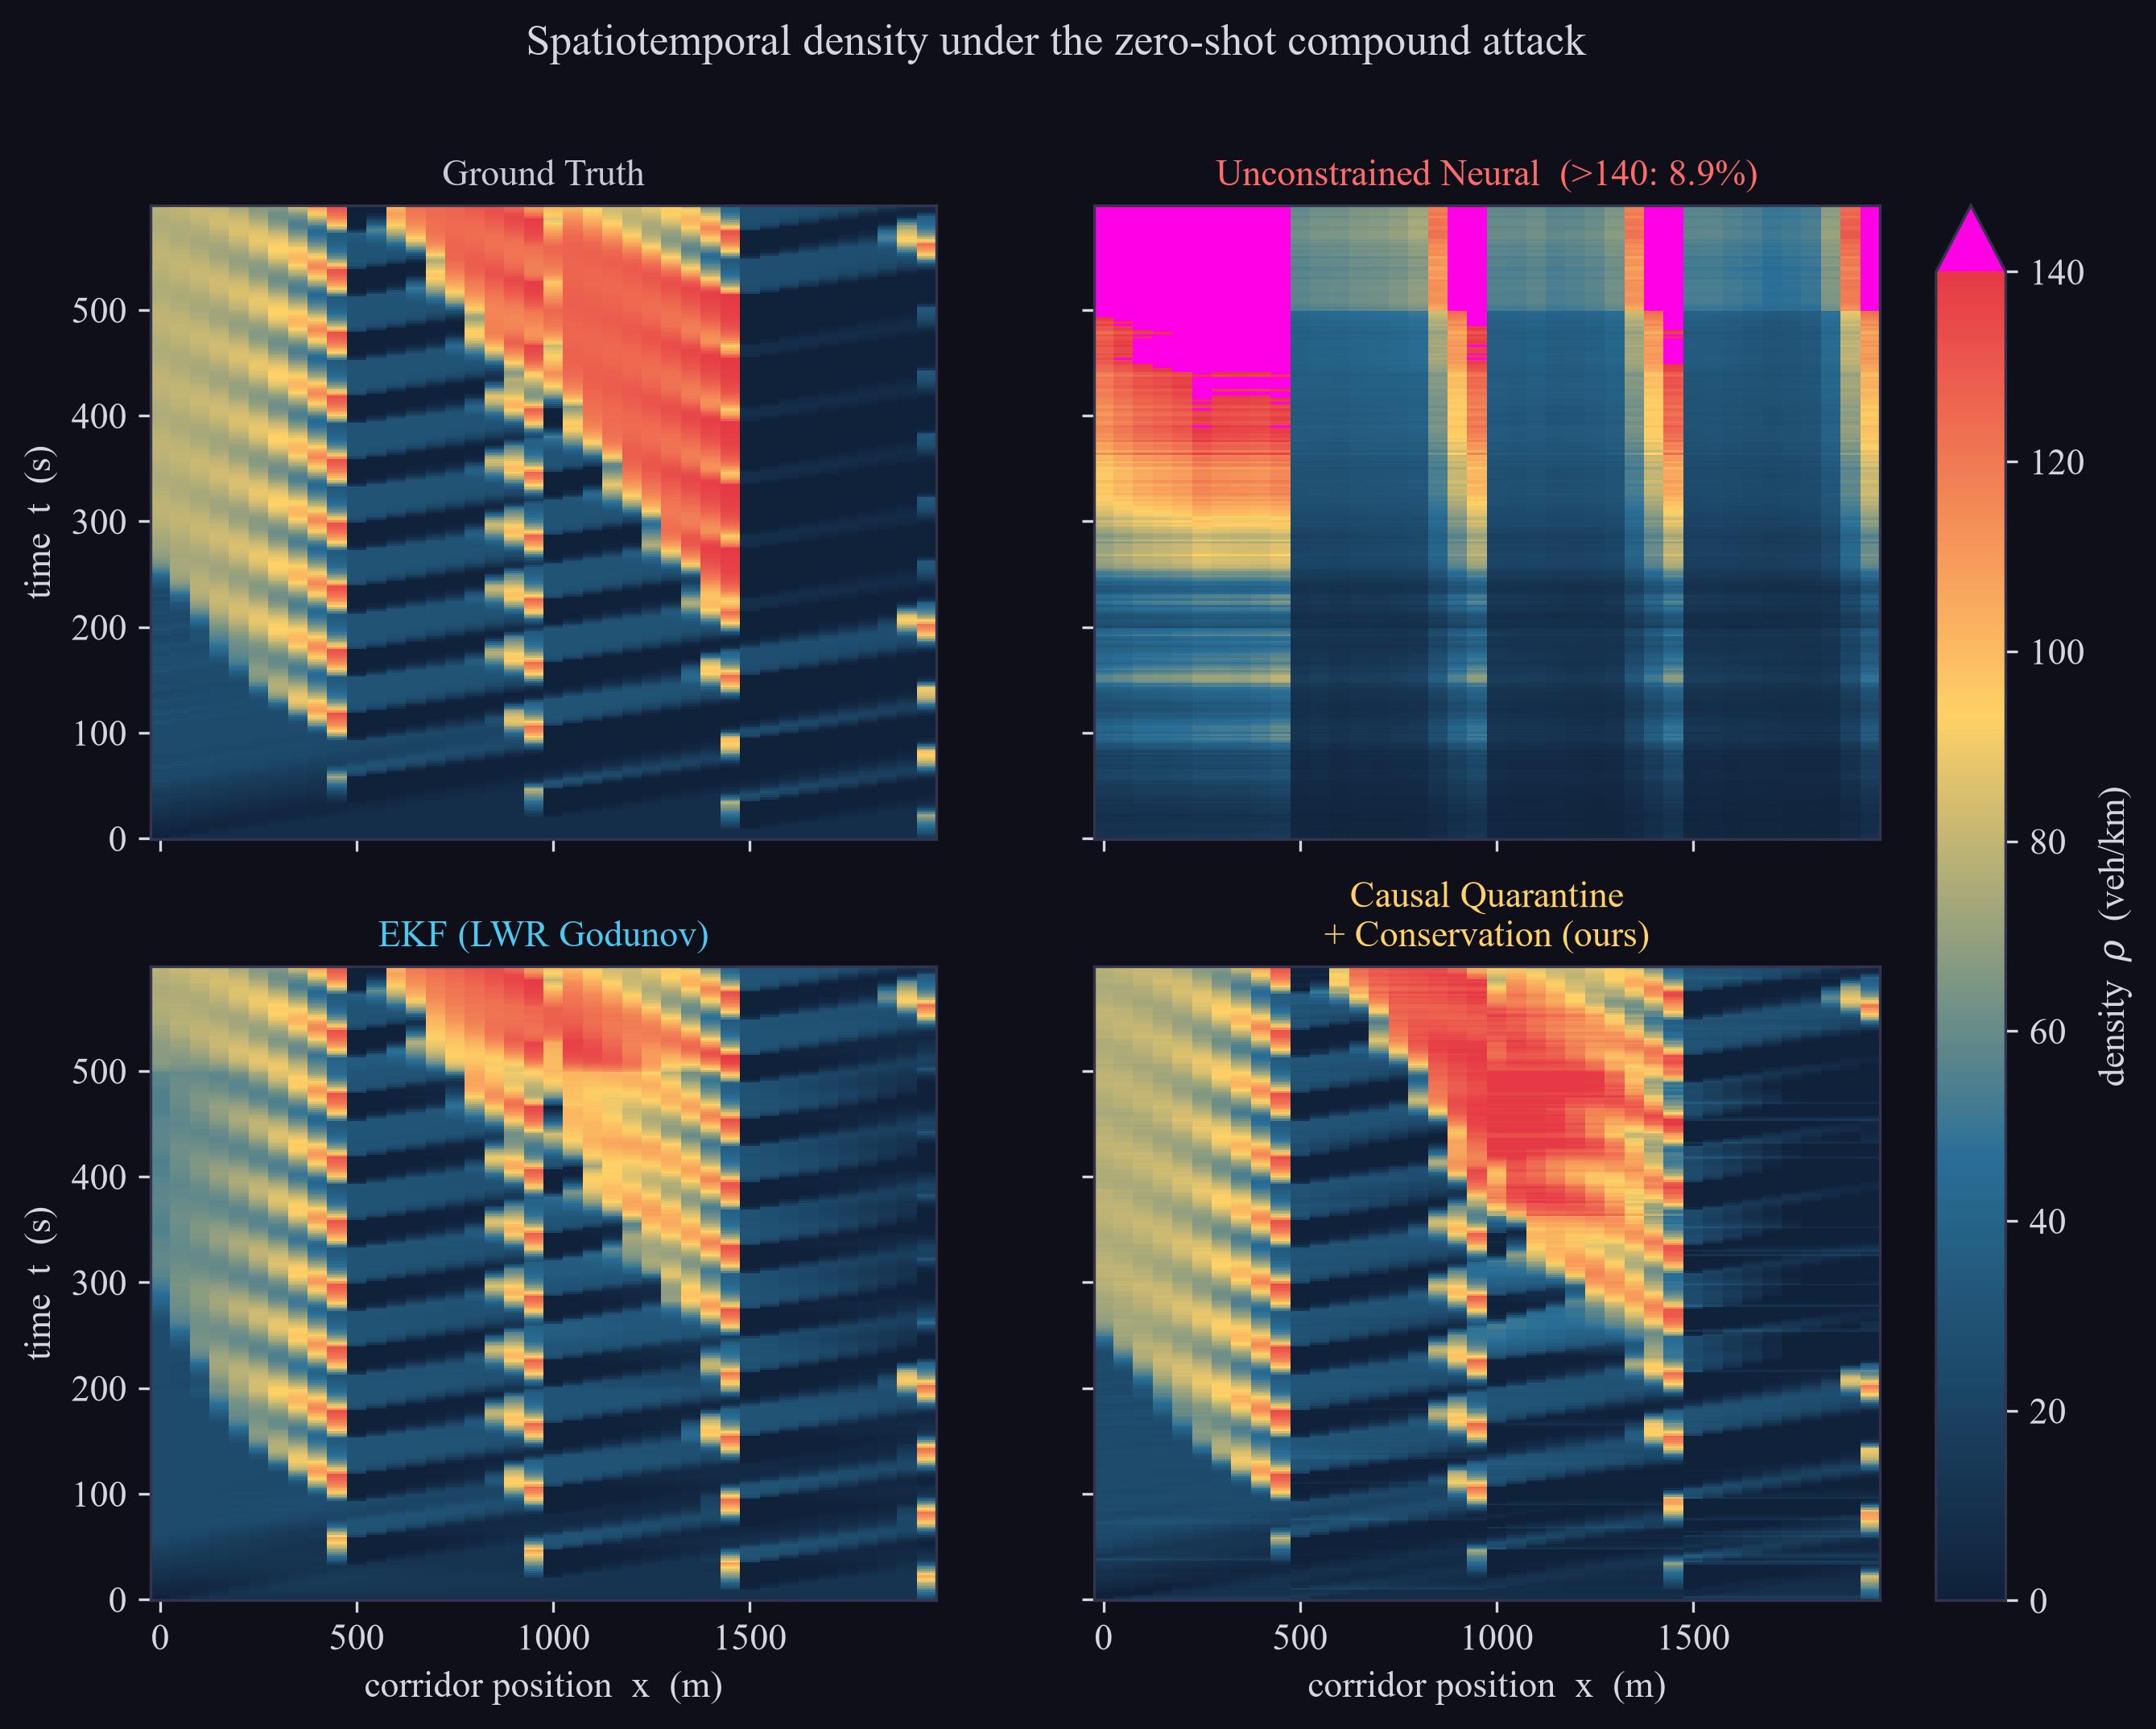 Spatiotemporal density under the zero-shot compound attack
Ground Truth
Unconstrained Neural (>140: 8.9%)
time t (s)
500
400
300
200
100
0
140
120
100
80
60
40
20
0
density ρ (veh/km)
EKF (LWR Godunov)
Causal Quarantine
+ Conservation (ours)
time t (s)
500
400
300
200
100
0
0 500 1000 1500
0 500 1000 1500
corridor position x (m)
corridor position x (m)